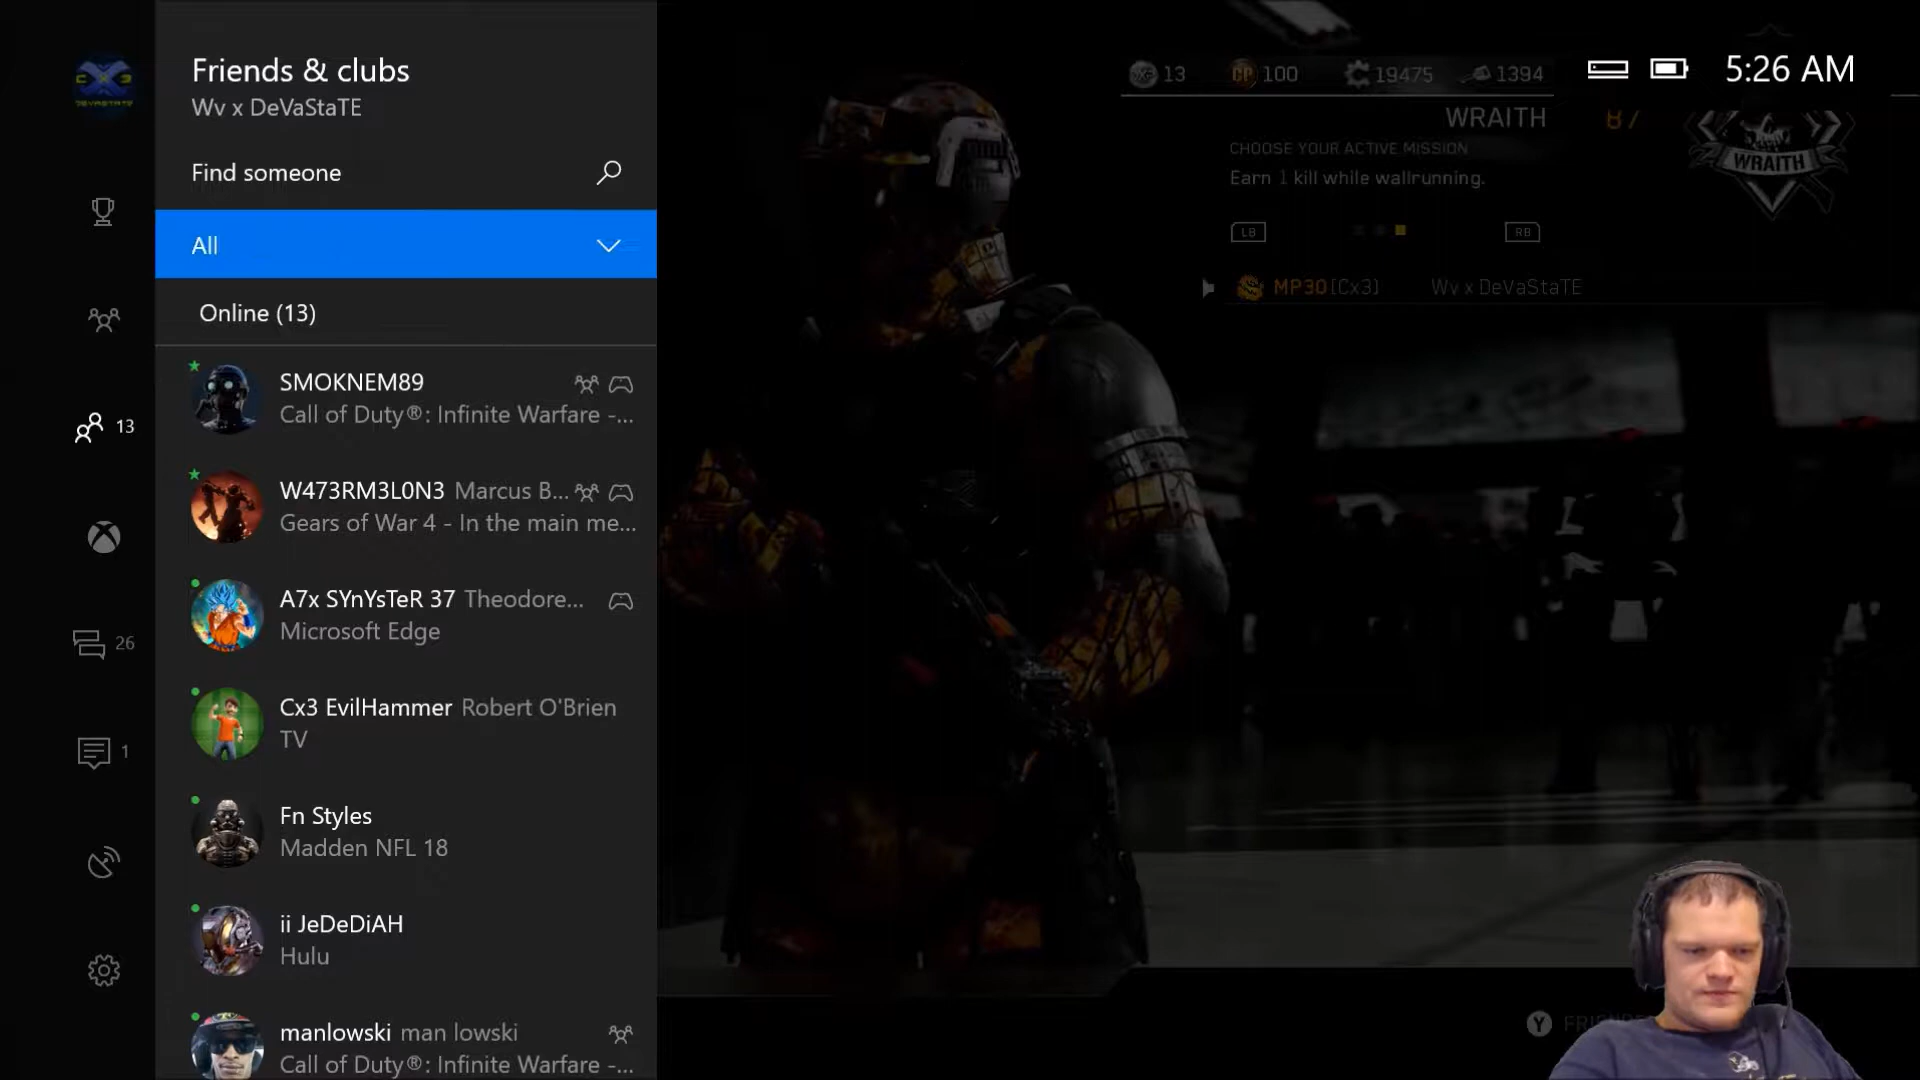 Friends & clubs
Wv x DeVaStaTE
Find someone
All
Online (13)
SMOKNEM89
Call of Duty®: Infinite Warfare -...
W473RM3L0N3 Marcus B...
Gears of War 4 - In the main me...
A7x SYnYsTeR 37 Theodore...
Microsoft Edge
Cx3 EvilHammer Robert O'Brien
TV
Fn Styles
Madden NFL 18
ii JeDeDiAH
Hulu
manlowski man lowski
Call of Duty®: Infinite Warfare -...
CX3
DEVASTATE
13
26
1
13
CP 100
19475
1394
5:26 AM
WRAITH
87
WRAITH
CHOOSE YOUR ACTIVE MISSION
Earn 1 kill while wallrunning.
LB
RB
MP30 [Cx3] Wv x DeVaStaTE
Y